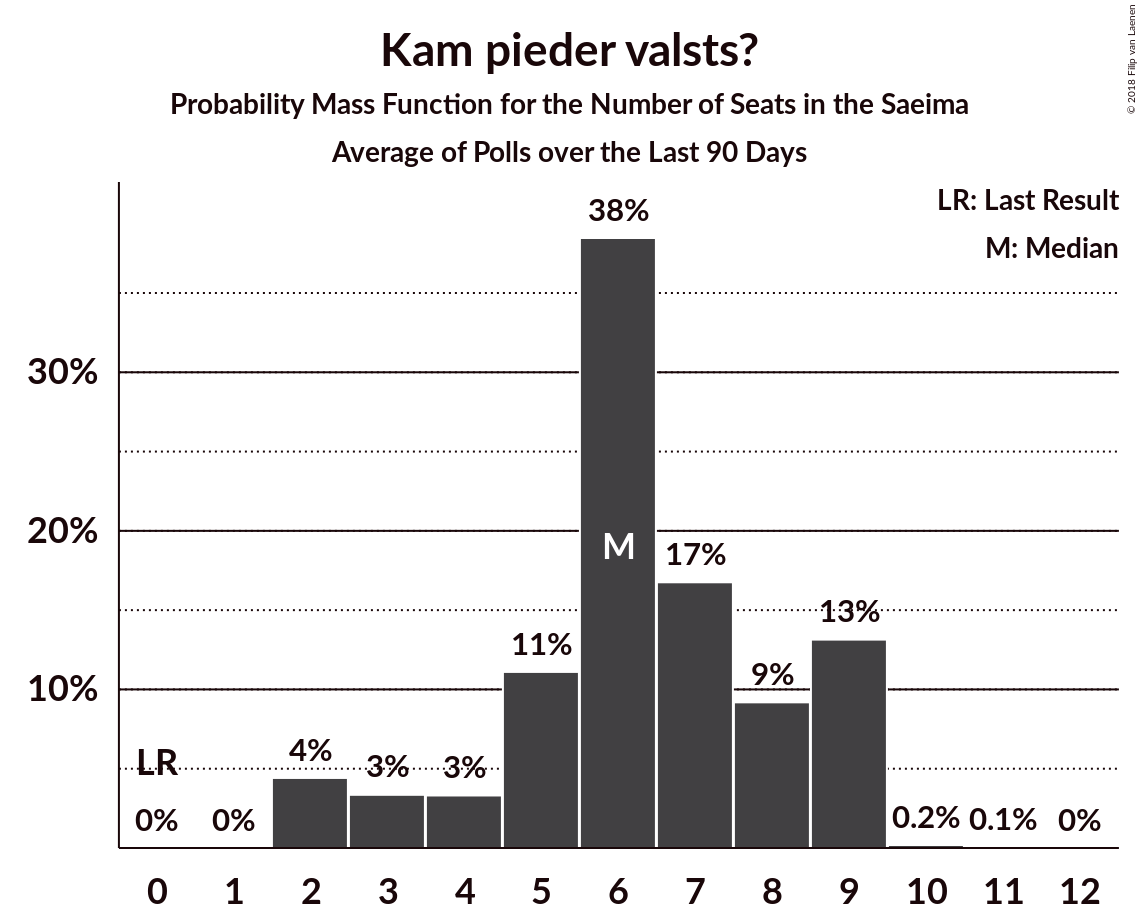 Kam pieder valsts?
Probability Mass Function for the Number of Seats in the Saeima
Average of Polls over the Last 90 Days
© 2018 Filip van Laenen
LR: Last Result
M: Median
38%
30%
M
20%
17%
13%
11%
9%
10%
LR
4%
3%
3%
0%
0%
0.2%
0.1%
0%
0 1 2 3 4 5 6 7 8 9 10 11 12